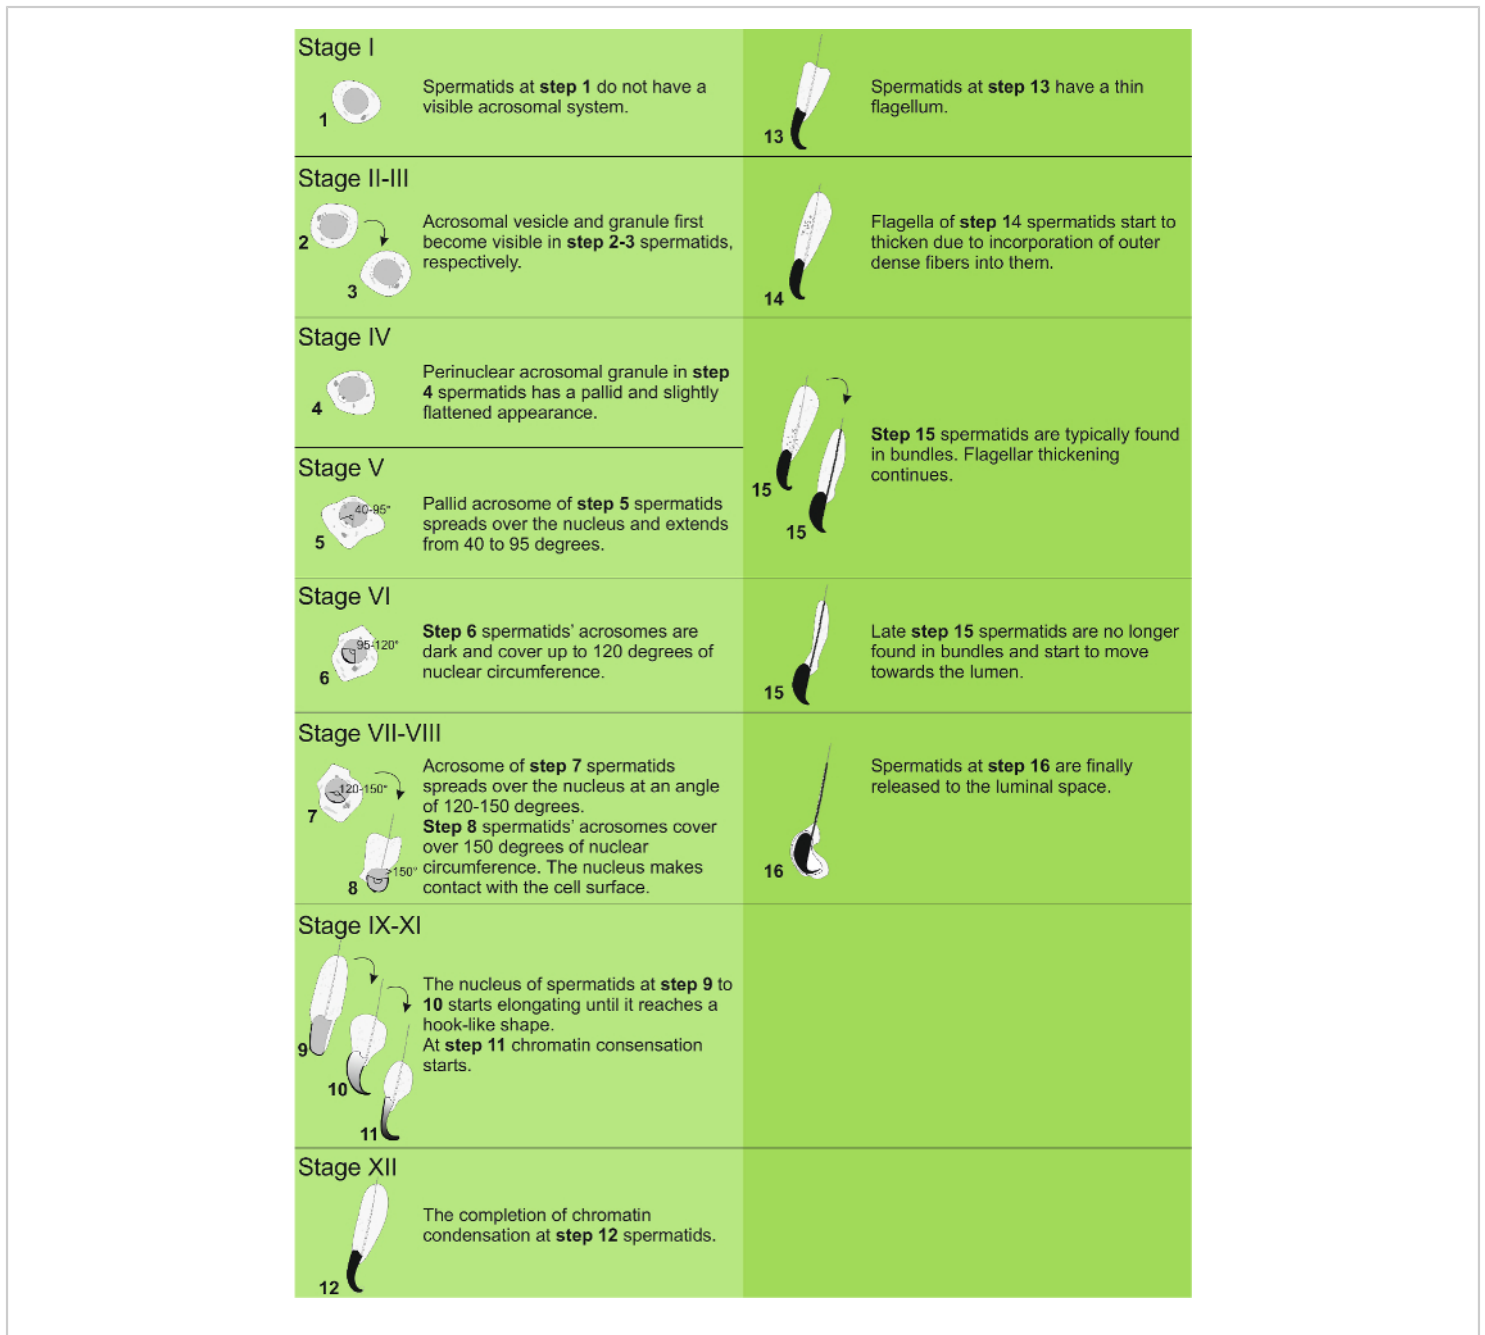 Stage I
1
Spermatids at step 1 do not have a
visible acrosomal system.
13
Spermatids at step 13 have a thin
flagellum.
Stage II-III
2
3
Acrosomal vesicle and granule first
become visible in step 2-3 spermatids,
respectively.
14
Flagella of step 14 spermatids start to
thicken due to incorporation of outer
dense fibers into them.
Stage IV
4
Perinuclear acrosomal granule in step
4 spermatids has a pallid and slightly
flattened appearance.
Stage V
40-95°
5
Pallid acrosome of step 5 spermatids
spreads over the nucleus and extends
from 40 to 95 degrees.
15
15
Step 15 spermatids are typically found
in bundles. Flagellar thickening
continues.
Stage VI
95-120°
6
Step 6 spermatids' acrosomes are
dark and cover up to 120 degrees of
nuclear circumference.
15
Late step 15 spermatids are no longer
found in bundles and start to move
towards the lumen.
Stage VII-VIII
120-150°
7
>150°
8
Acrosome of step 7 spermatids
spreads over the nucleus at an angle
of 120-150 degrees.
Step 8 spermatids' acrosomes cover
over 150 degrees of nuclear
circumference. The nucleus makes
contact with the cell surface.
16
Spermatids at step 16 are finally
released to the luminal space.
Stage IX-XI
9
10
11
The nucleus of spermatids at step 9 to
10 starts elongating until it reaches a
hook-like shape.
At step 11 chromatin consensation
starts.
Stage XII
12
The completion of chromatin
condensation at step 12 spermatids.